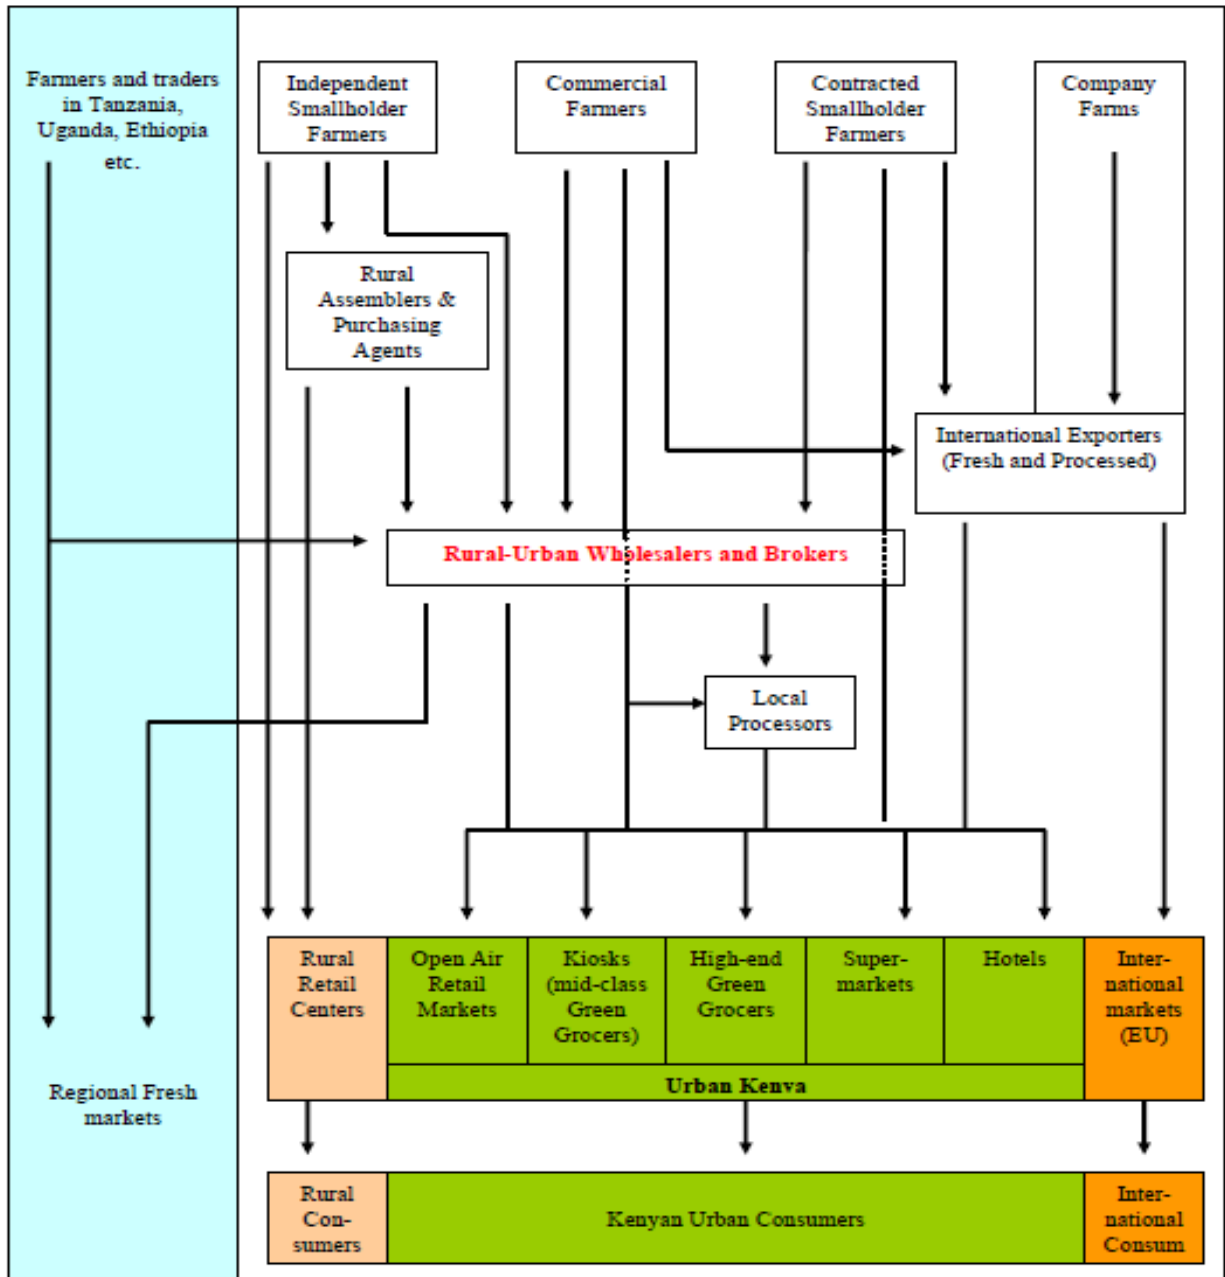 Farmers and traders
in Tanzania,
Uganda, Ethiopia
etc.
Independent
Smallholder
Farmers
Commercial
Farmers
Contracted
Smallholder
Farmers
Company
Farms
Rural
Assemblers &
Purchasing
Agents
International Exporters
(Fresh and Processed)
Rural-Urban Wholesalers and Brokers
Local
Processors
Rural
Retail
Centers
Open Air
Retail
Markets
Kiosks
(mid-class
Green
Grocers)
High-end
Green
Grocers
Super-
markets
Hotels
Inter-
national
markets
(EU)
Urban Kenva
Regional Fresh
markets
Rural
Con-
sumers
Kenyan Urban Consumers
Inter-
national
Consum